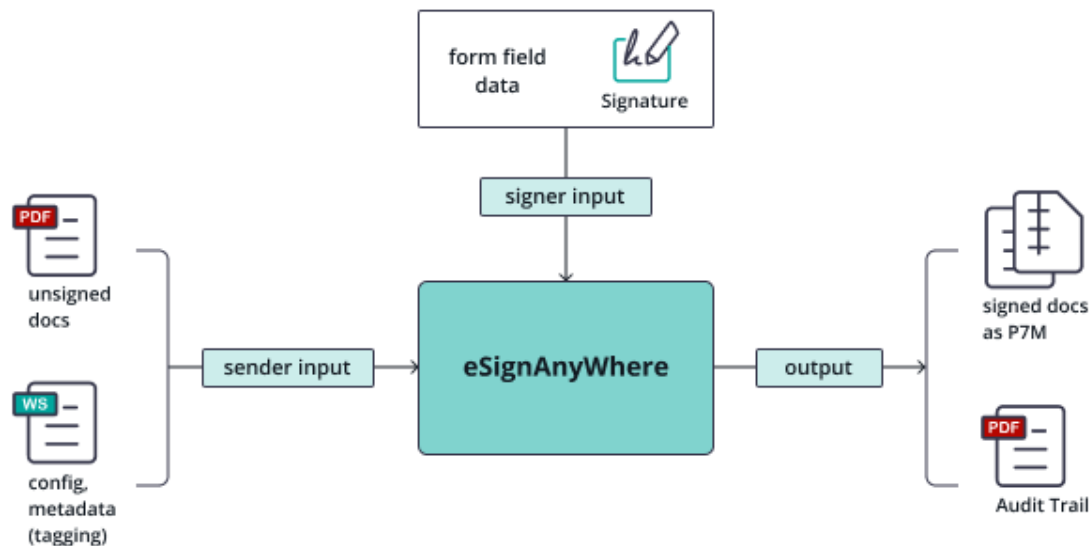 form field
data
Signature
signer input
PDF
unsigned
docs
WS
config,
metadata
(tagging)
sender input
eSignAnyWhere
output
signed docs
as P7M
PDF
Audit Trail